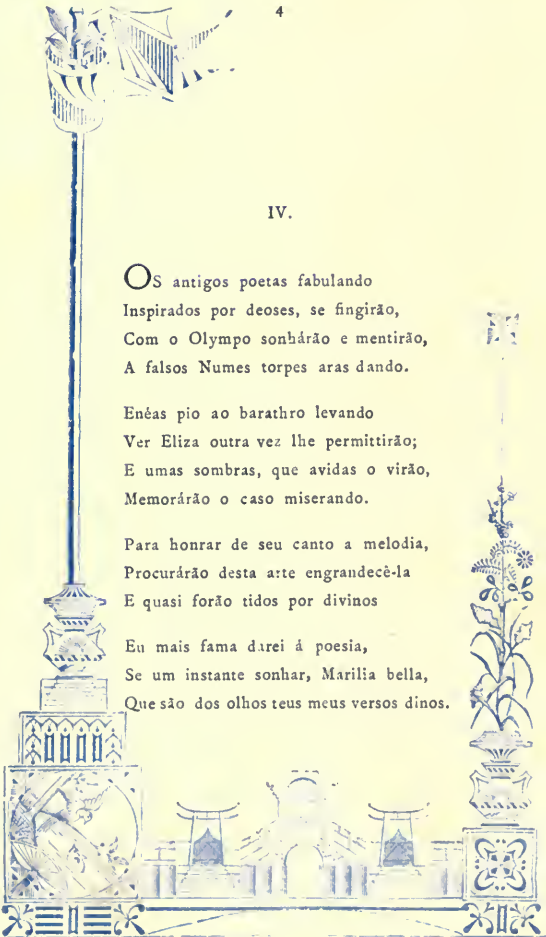 4
IV.
Os antigos poetas fabulando
Inspirados por deoses, se fingirão,
Com o Olympo sonhárão e mentirão,
A falsos Numes torpes aras dando.
Enéas pio ao barathro levando
Ver Eliza outra vez lhe permittirão;
E umas sombras, que avidas o virão,
Memorárão o caso miserando.
Para honrar de seu canto a melodia,
Procurárão desta arte engrandecê-la
E quasi forão tidos por divinos
Eu mais fama darei á poesia,
Se um instante sonhar, Marilia bella,
Que são dos olhos teus meus versos dinos.